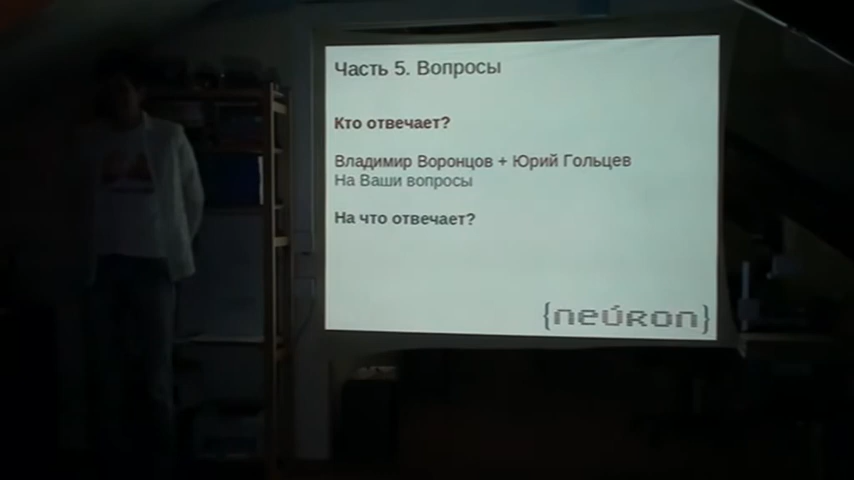 Часть 5. Вопросы
Кто отвечает?
Владимир Воронцов + Юрий Гольцев
На Ваши вопросы
На что отвечает?
{neúron}